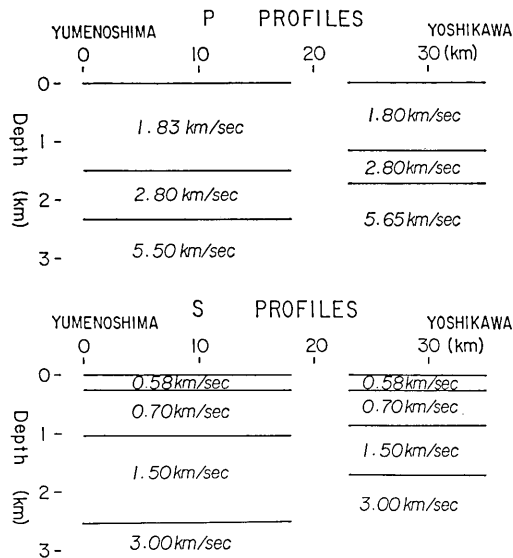 P PROFILES
YUMENOSHIMA YOSHIKAWA
0 10 20 30 (km)
0
1.83 km/sec 1.80 km/sec
1
2.80 km/sec
2.80 km/sec
2
5.65 km/sec
5.50 km/sec
3
Depth (km)
S PROFILES
YUMENOSHIMA YOSHIKAWA
0 10 20 30 (km)
0
0.58 km/sec 0.58 km/sec
0.70 km/sec 0.70 km/sec
1
1.50 km/sec
1.50 km/sec
2
3.00 km/sec
3.00 km/sec
3
Depth (km)